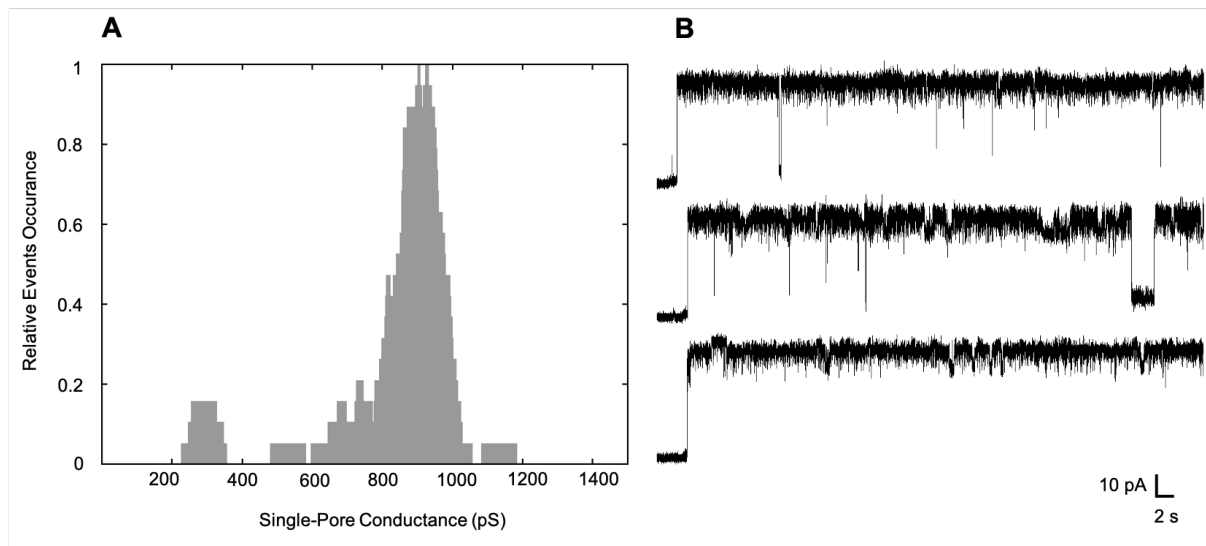 A
B
1
0.8
0.6
0.4
0.2
0
Relative Events Occurance
200 400 600 800 1000 1200 1400
Single-Pore Conductance (pS)
10 pA
2 s